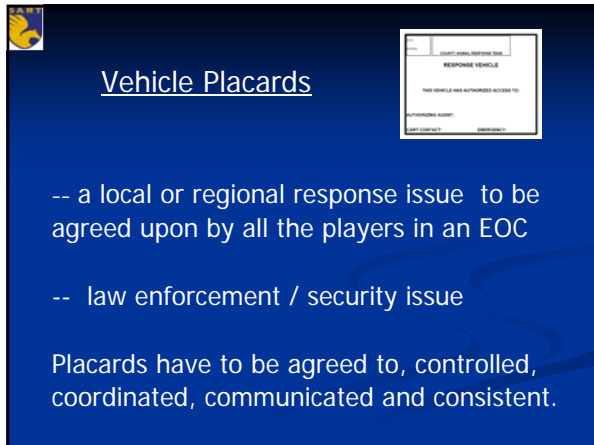 SART
COUNTY ANIMAL RESPONSE TEAM
RESPONSE VEHICLE
THIS VEHICLE HAS AUTHORIZED ACCESS TO:
AUTHORIZING AGENT:
CART CONTACT: EMERGENCY:
Vehicle Placards
-- a local or regional response issue to be
agreed upon by all the players in an EOC
-- law enforcement / security issue
Placards have to be agreed to, controlled,
coordinated, communicated and consistent.